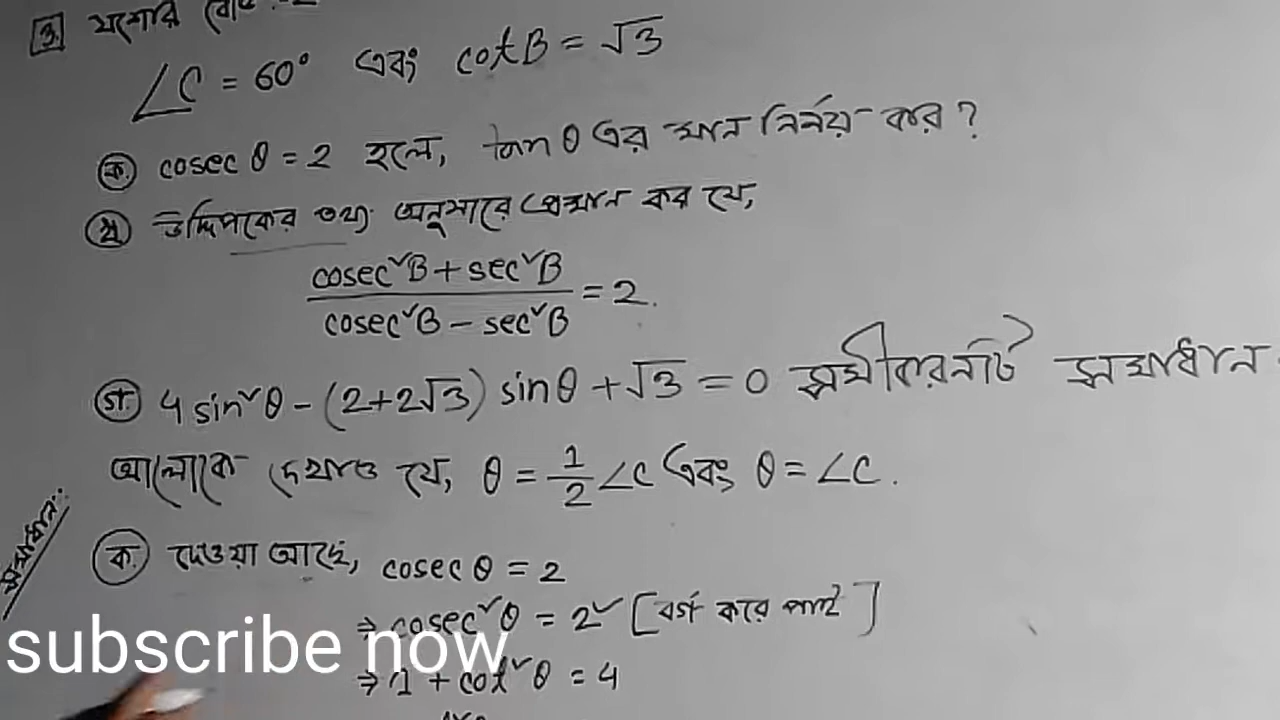 ৩. যশোর বোর্ড
∠C = 60° এবং cotB = √3
ক. cosec θ = 2 হলে, tan θ এর মান নির্নয় কর ?
খ. উদ্দিপকের তথ্য অনুসারে প্রমান কর যে,
cosec²B + sec²B
/ cosec²B - sec²B = 2.
গ. 4 sin²θ - (2+2√3) sinθ + √3 = 0 সমীকরনটি সমাধান
আলোকে দেখাও যে, θ = 1/2 ∠C এবং θ = ∠C.
সমাধান:
ক. দেওয়া আছে, cosec θ = 2
⇒ cosec²θ = 2² [বর্গ করে পাই]
⇒ 1 + cot²θ = 4
subscribe now